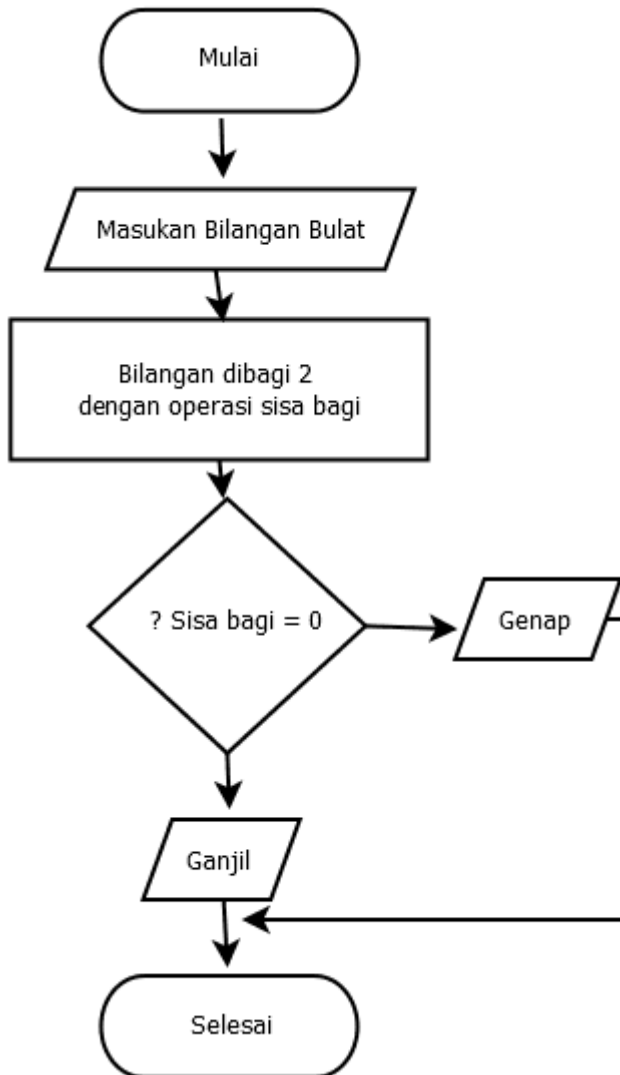 Mulai
Masukan Bilangan Bulat
Bilangan dibagi 2
dengan operasi sisa bagi
? Sisa bagi = 0
Genap
Ganjil
Selesai